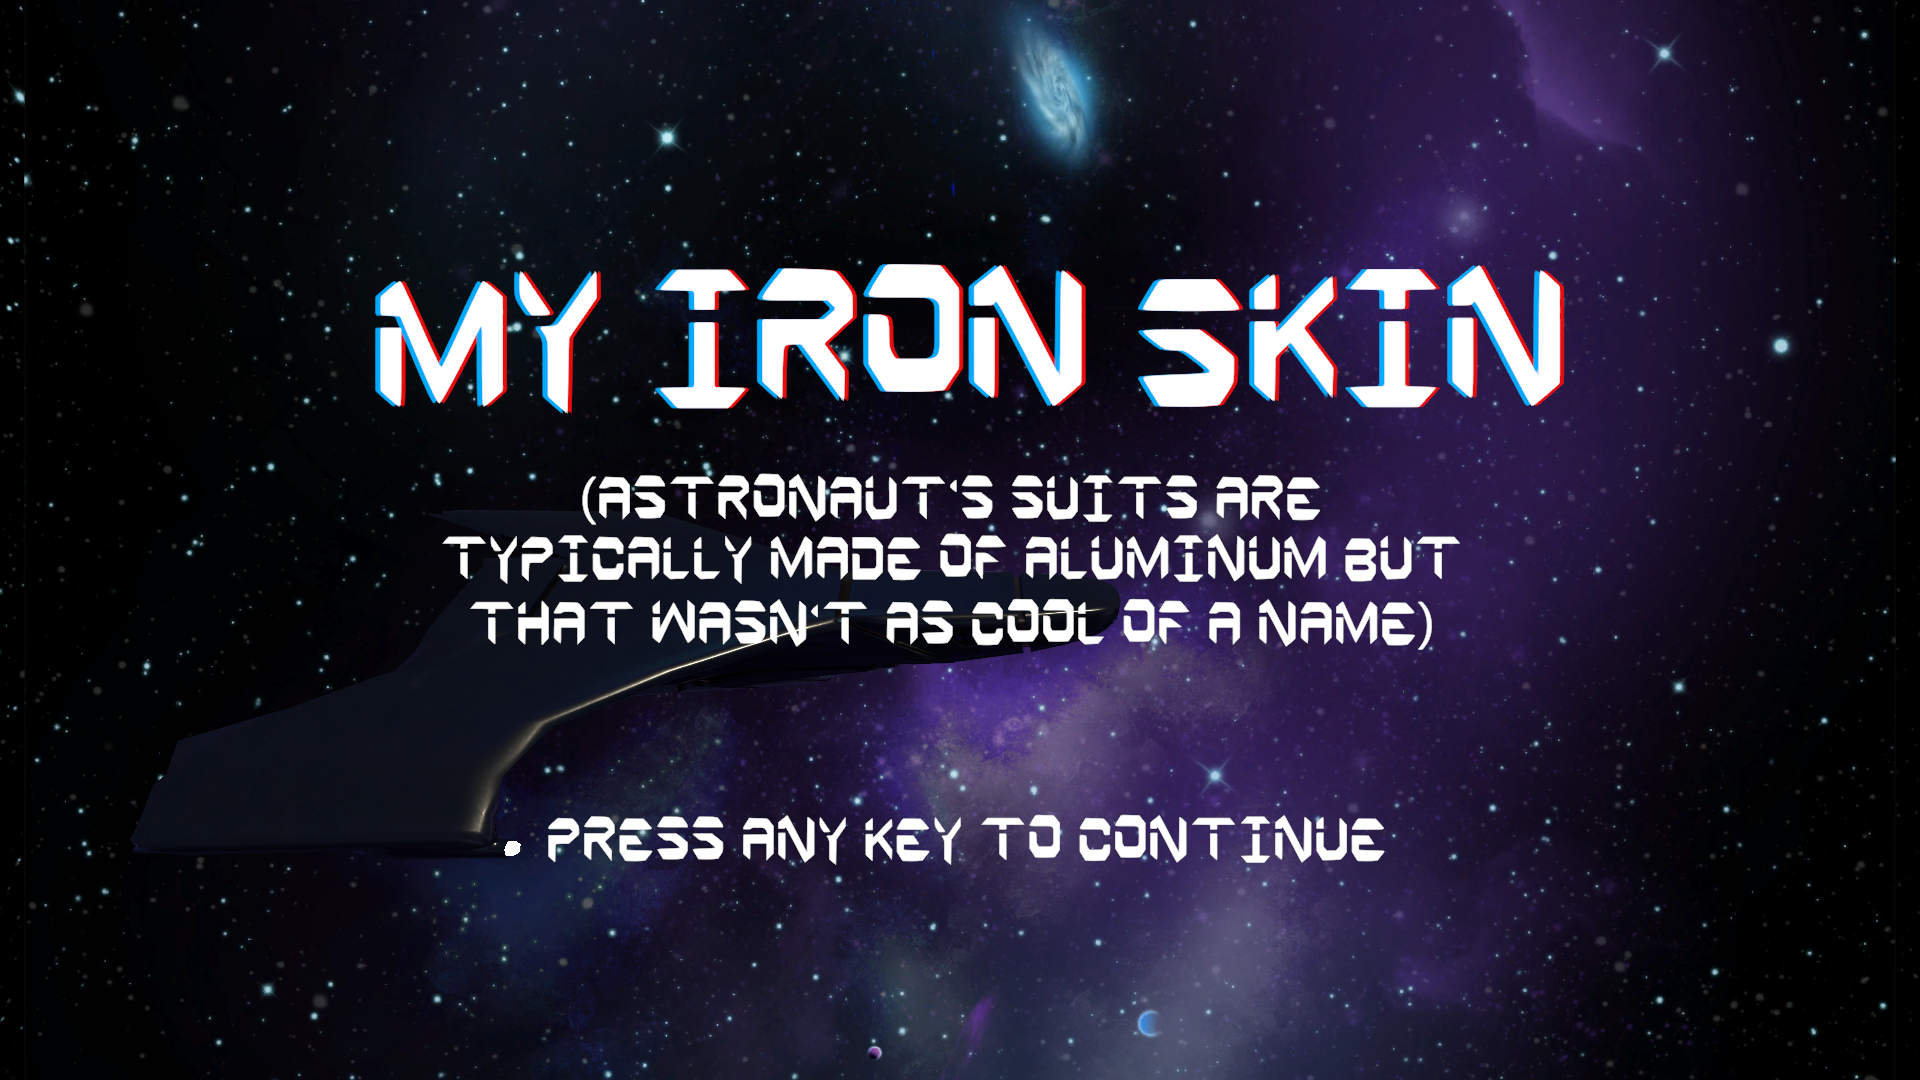 MY IRON SKIN
(ASTRONAUT'S SUITS ARE
TYPICALLY MADE OF ALUMINUM BUT
THAT WASN'T AS COOL OF A NAME)
PRESS ANY KEY TO CONTINUE